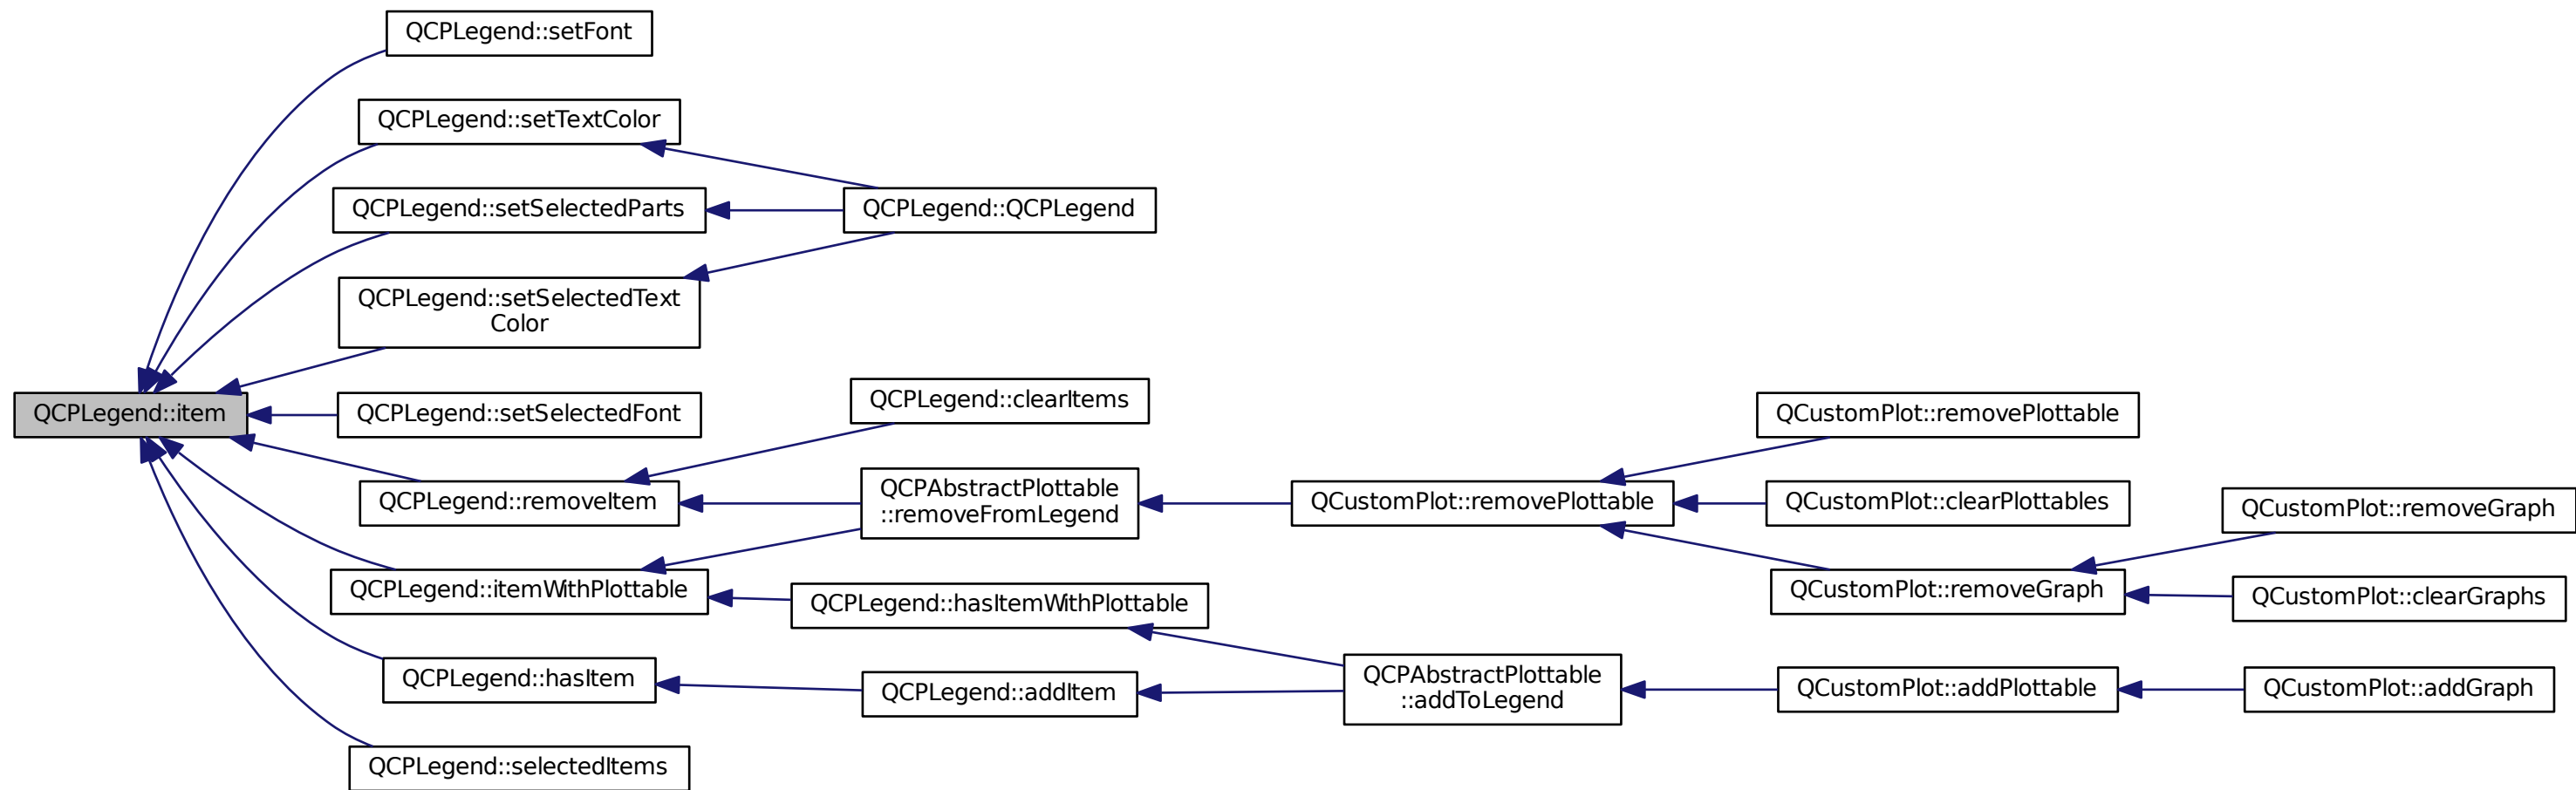 QCPLegend::setFont
QCPLegend::setTextColor
QCPLegend::setSelectedParts
QCPLegend::QCPLegend
QCPLegend::setSelectedText
Color
QCPLegend::item
QCPLegend::setSelectedFont
QCPLegend::clearItems
QCustomPlot::removePlottable
QCPLegend::removeItem
QCPAbstractPlottable
::removeFromLegend
QCustomPlot::removePlottable
QCustomPlot::clearPlottables
QCustomPlot::removeGraph
QCPLegend::itemWithPlottable
QCPLegend::hasItemWithPlottable
QCustomPlot::removeGraph
QCustomPlot::clearGraphs
QCPLegend::hasItem
QCPLegend::addItem
QCPAbstractPlottable
::addToLegend
QCustomPlot::addPlottable
QCustomPlot::addGraph
QCPLegend::selectedItems